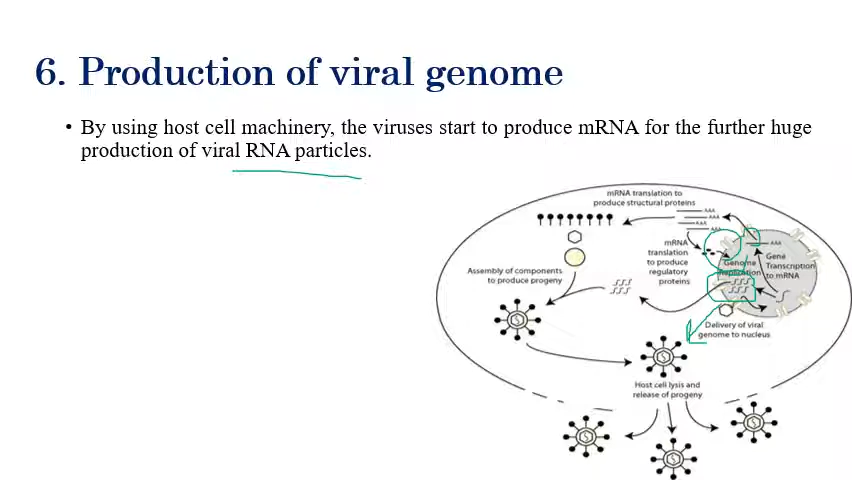 6. Production of viral genome
• By using host cell machinery, the viruses start to produce mRNA for the further huge
production of viral RNA particles.
mRNA translation to
produce structural proteins
AAA
AAA
AAA
AAA
AAA
mRNA
translation
to produce
regulatory
proteins
Genome
Replication
Gene
Transcription
to mRNA
Assembly of components
to produce progeny
Delivery of viral
genome to nucleus
Host cell lysis and
release of progeny